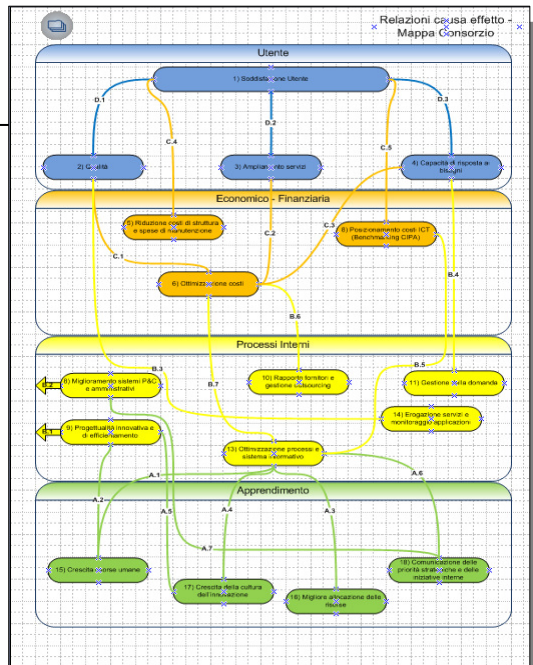 Relazioni causa effetto -
Mappa Consorzio
Utente
1) Soddisfazione Utente
D.1
D.2
D.3
C.4
C.5
2) Qualità
3) Ampliamento servizi
4) Capacità di risposta ai
bisogni
Economico - Finanziaria
5) Riduzione costi di struttura
e spese di manutenzione
C.2
C.3
8) Posizionamento costi ICT
(Benchmarking CIPA)
C.1
B.4
6) Ottimizzazione costi
B.6
Processi Interni
B.3
B.5
B.2
8) Miglioramento sistemi P&C
e amministrativi
B.7
10) Rapporto fornitori e
gestione outsourcing
11) Gestione della domanda
B.1
9) Progettualità innovativa e
di efficientamento
14) Erogazione servizi e
monitoraggio applicazioni
13) Ottimizzazione processi e
sistema informativo
A.1
A.6
Apprendimento
A.2
A.5
A.4
A.3
A.7
15) Crescita risorse umane
17) Crescita della cultura
dell'innovazione
18) Comunicazione delle
priorità strategiche e delle
iniziative interne
16) Migliore allocazione delle
risorse